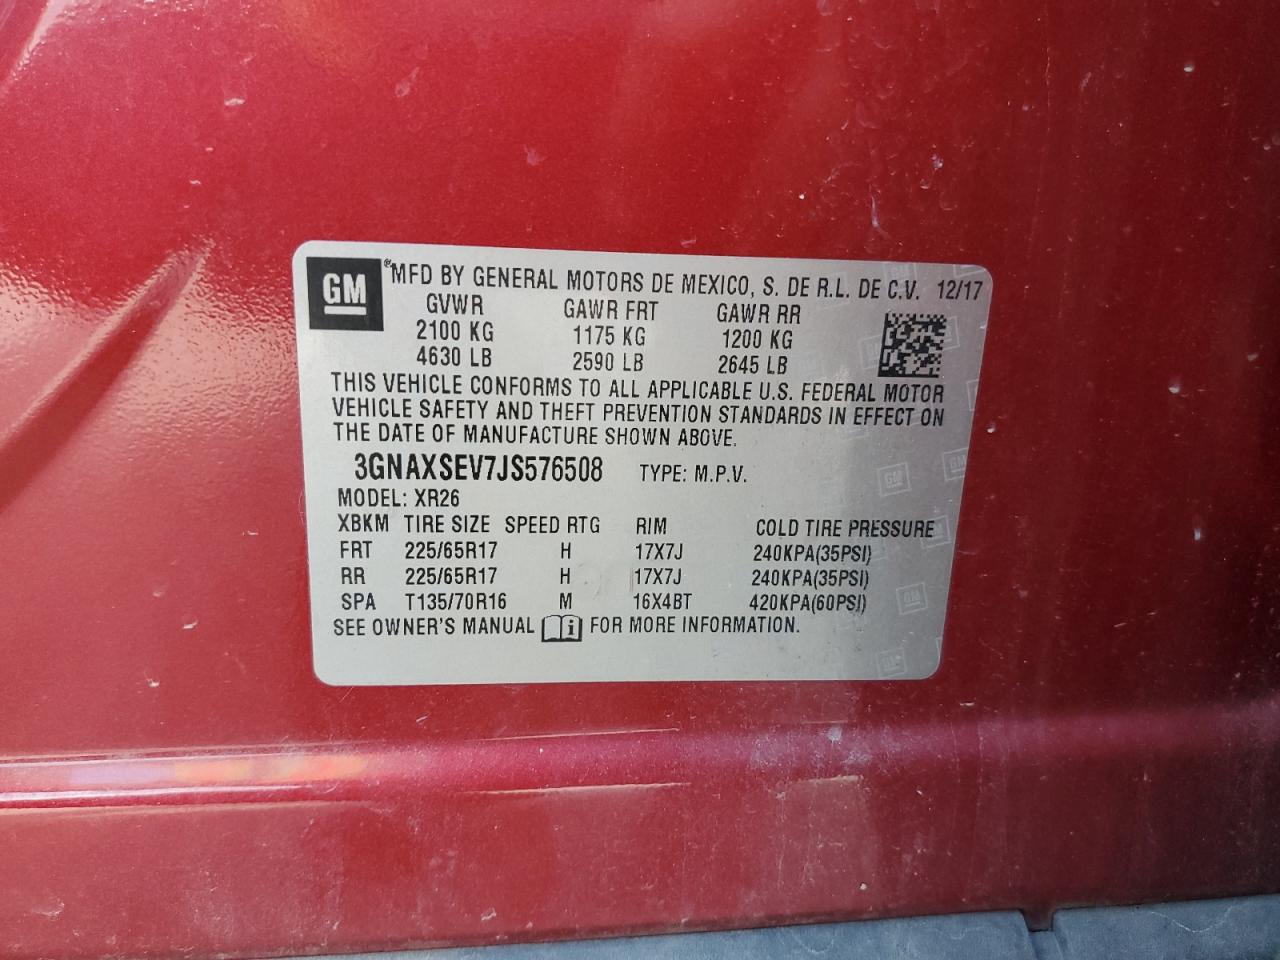 GM ® MFD BY GENERAL MOTORS DE MEXICO, S. DE R.L. DE C.V. 12/17
GVWR GAWR FRT GAWR RR
2100 KG 1175 KG 1200 KG
4630 LB 2590 LB 2645 LB
THIS VEHICLE CONFORMS TO ALL APPLICABLE U.S. FEDERAL MOTOR
VEHICLE SAFETY AND THEFT PREVENTION STANDARDS IN EFFECT ON
THE DATE OF MANUFACTURE SHOWN ABOVE.
3GNAXSEV7JS576508 TYPE: M.P.V.
MODEL: XR26
XBKM TIRE SIZE SPEED RTG RIM COLD TIRE PRESSURE
FRT 225/65R17 H 17X7J 240KPA(35PSI)
RR 225/65R17 H 17X7J 240KPA(35PSI)
SPA T135/70R16 M 16X4BT 420KPA(60PSI)
SEE OWNER'S MANUAL i FOR MORE INFORMATION.